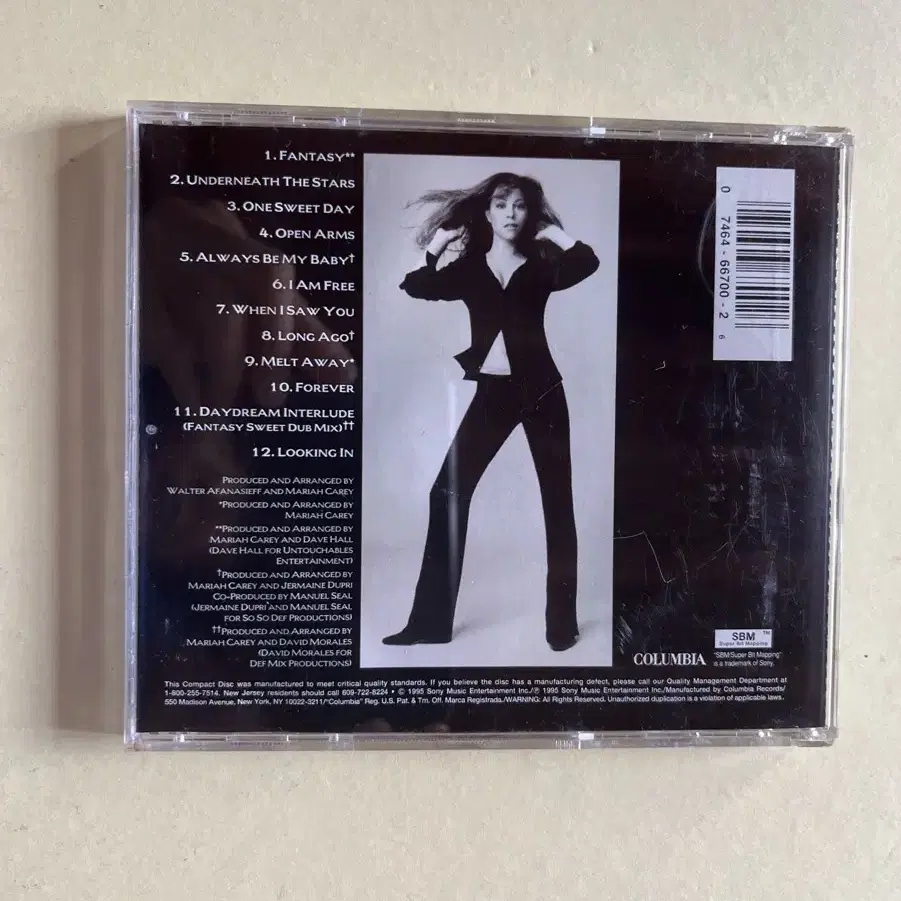 1. FANTASY**
2. UNDERNEATH THE STARS
3. ONE SWEET DAY
4. OPEN ARMS
5. ALWAYS BE MY BABY†
6. I AM FREE
7. WHEN I SAW YOU
8. LONG AGO†
9. MELT AWAY*
10. FOREVER
11. DAYDREAM INTERLUDE
(FANTASY SWEET DUB MIX)††
12. LOOKING IN
PRODUCED AND ARRANGED BY
WALTER AFANASIEFF AND MARIAH CAREY
*PRODUCED AND ARRANGED BY
MARIAH CAREY
**PRODUCED AND ARRANGED BY
MARIAH CAREY AND DAVE HALL
(DAVE HALL FOR UNTOUCHABLES
ENTERTAINMENT)
†PRODUCED AND ARRANGED BY
MARIAH CAREY AND JERMAINE DUPRI
CO-PRODUCED BY MANUEL SEAL
(JERMAINE DUPRI AND MANUEL SEAL
FOR SO SO DEF PRODUCTIONS)
††PRODUCED AND ARRANGED BY
MARIAH CAREY AND DAVID MORALES
(DAVID MORALES FOR
DEF MIX PRODUCTIONS)
0 7464-66700-2 6
COLUMBIA
SBM™
Super Bit Mapping
"SBM/Super Bit Mapping"
is a trademark of Sony.
This Compact Disc was manufactured to meet critical quality standards. If you believe the disc has a manufacturing defect, please call our Quality Management Department at
1-800-255-7514. New Jersey residents should call 609-722-8224 • © 1995 Sony Music Entertainment Inc./℗ 1995 Sony Music Entertainment Inc./Manufactured by Columbia Records/
550 Madison Avenue, New York, NY 10022-3211/"Columbia" Reg. U.S. Pat. & Tm. Off. Marca Registrada./WARNING: All Rights Reserved. Unauthorized duplication is a violation of applicable laws.